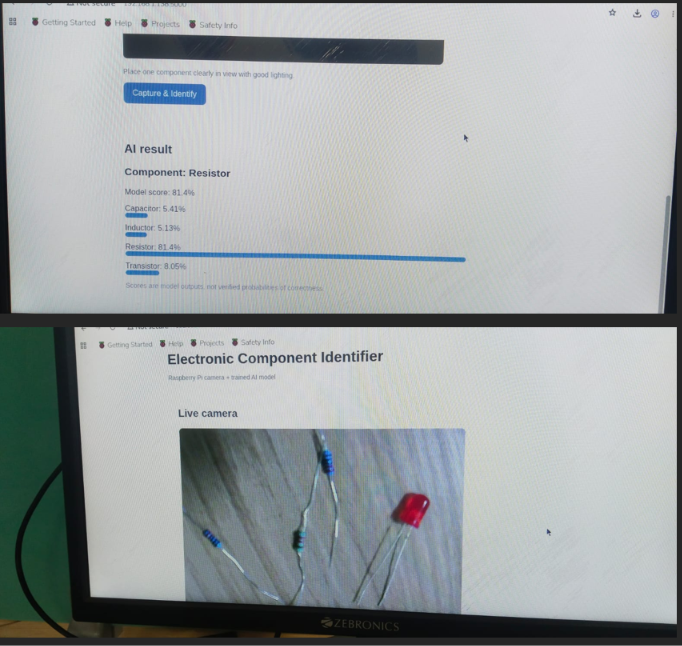 Getting Started Help Projects Safety Info
Place one component clearly in view with good lighting
Capture & Identify
AI result
Component: Resistor
Model score: 81.4%
Capacitor: 5.41%
Inductor: 5.13%
Resistor: 81.4%
Transistor: 8.05%
Scores are model outputs, not verified probabilities of correctness.
Getting Started Help Projects Safety Info
Electronic Component Identifier
Raspberry Pi camera + trained AI model
Live camera
ZEBRONICS